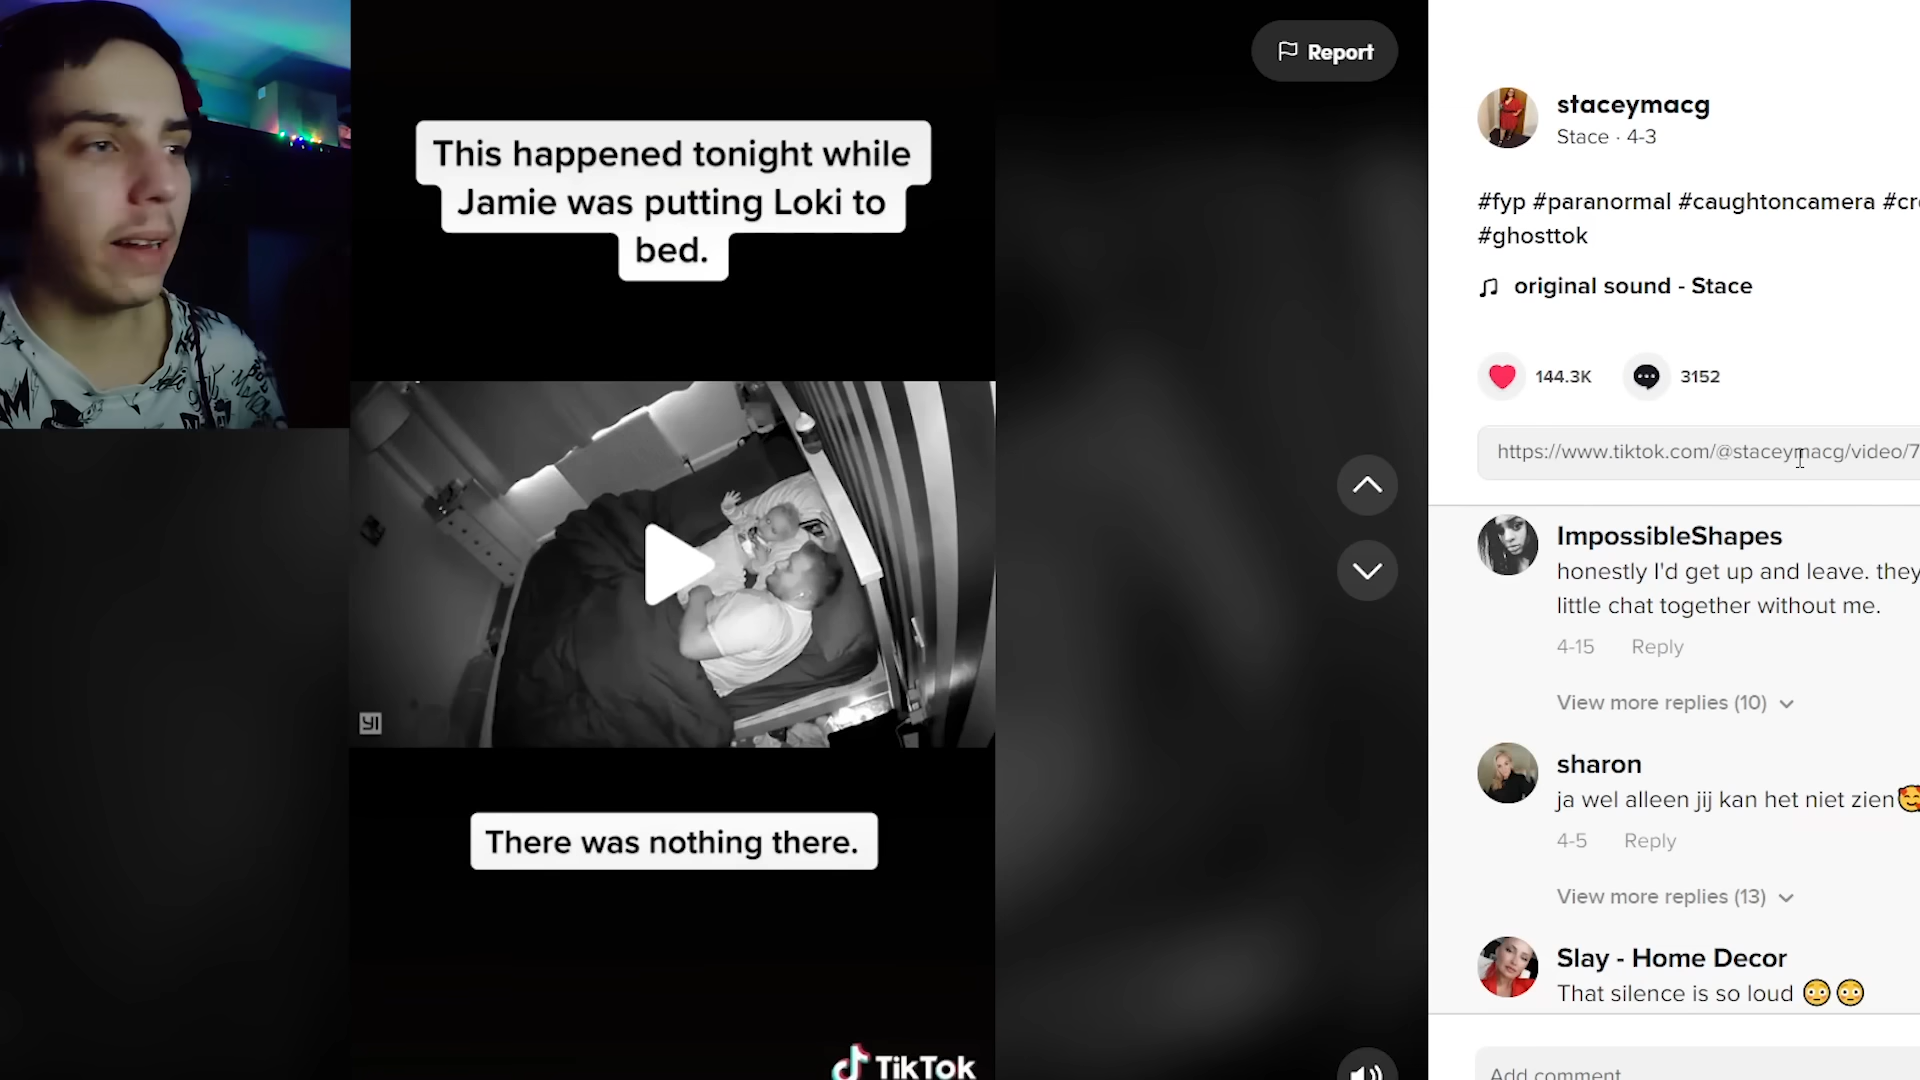 Report
This happened tonight while
Jamie was putting Loki to
bed.
There was nothing there.
TikTok
staceymacg
Stace · 4-3
#fyp #paranormal #caughtoncamera #cr
#ghosttok
original sound - Stace
144.3K
3152
https://www.tiktok.com/@staceymacg/video/7
ImpossibleShapes
honestly I'd get up and leave. they
little chat together without me.
4-15 Reply
View more replies (10)
sharon
ja wel alleen jij kan het niet zien🥰
4-5 Reply
View more replies (13)
Slay - Home Decor
That silence is so loud 😳😳
Add comment